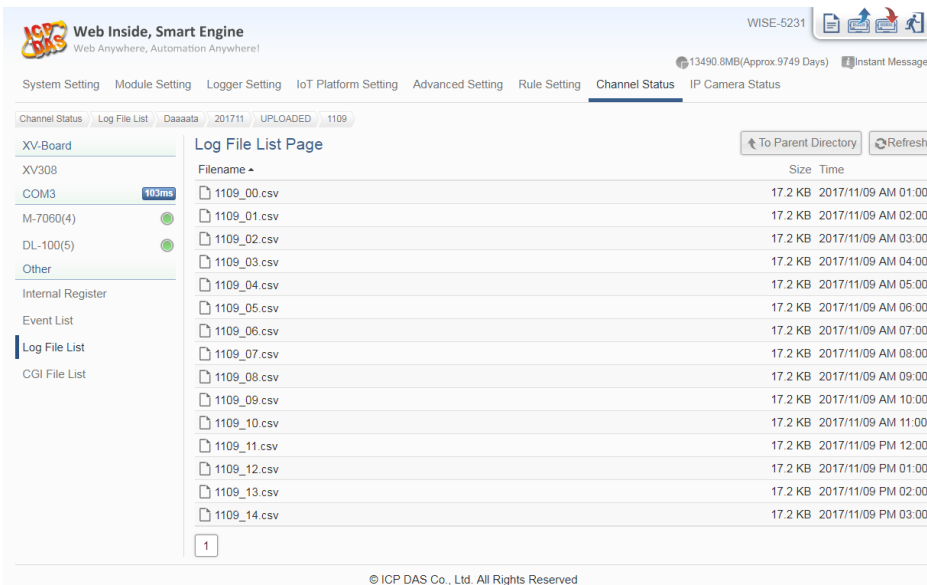 ICP DAS
Web Inside, Smart Engine
Web Anywhere, Automation Anywhere!
WISE-5231
13490.8MB(Approx.9749 Days) Instant Message
System Setting Module Setting Logger Setting IoT Platform Setting Advanced Setting Rule Setting Channel Status IP Camera Status
Channel Status Log File List Daaaata 201711 UPLOADED 1109
XV-Board
XV308
COM3 103ms
M-7060(4)
DL-100(5)
Other
Internal Register
Event List
Log File List
CGI File List
Log File List Page
To Parent Directory Refresh
Filename Size Time
1109_00.csv 17.2 KB 2017/11/09 AM 01:00
1109_01.csv 17.2 KB 2017/11/09 AM 02:00
1109_02.csv 17.2 KB 2017/11/09 AM 03:00
1109_03.csv 17.2 KB 2017/11/09 AM 04:00
1109_04.csv 17.2 KB 2017/11/09 AM 05:00
1109_05.csv 17.2 KB 2017/11/09 AM 06:00
1109_06.csv 17.2 KB 2017/11/09 AM 07:00
1109_07.csv 17.2 KB 2017/11/09 AM 08:00
1109_08.csv 17.2 KB 2017/11/09 AM 09:00
1109_09.csv 17.2 KB 2017/11/09 AM 10:00
1109_10.csv 17.2 KB 2017/11/09 AM 11:00
1109_11.csv 17.2 KB 2017/11/09 PM 12:00
1109_12.csv 17.2 KB 2017/11/09 PM 01:00
1109_13.csv 17.2 KB 2017/11/09 PM 02:00
1109_14.csv 17.2 KB 2017/11/09 PM 03:00
1
© ICP DAS Co., Ltd. All Rights Reserved